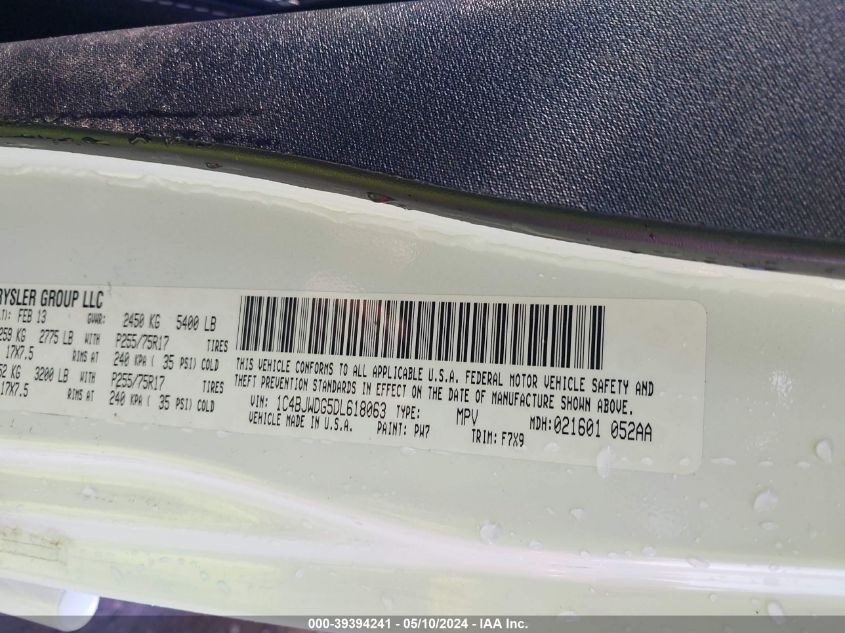 RYSLER GROUP LLC
T): FEB 13 GVWR: 2450 KG 5400 LB
259 KG 2775 LB WITH P255/75R17 TIRES
17X7.5 RIMS AT 240 KPA ( 35 PSI) COLD
52 KG 3200 LB WITH P255/75R17 TIRES
17X7.5 RIMS AT 240 KPA ( 35 PSI) COLD
THIS VEHICLE CONFORMS TO ALL APPLICABLE U.S.A. FEDERAL MOTOR VEHICLE SAFETY AND
THEFT PREVENTION STANDARDS IN EFFECT ON THE DATE OF MANUFACTURE SHOWN ABOVE.
VIN: 1C4BJWDG5DL618063 TYPE: MPV MDH: 021601 052AA
VEHICLE MADE IN U.S.A. PAINT: PW7 TRIM: F7X9
000-39394241 - 05/10/2024 - IAA Inc.